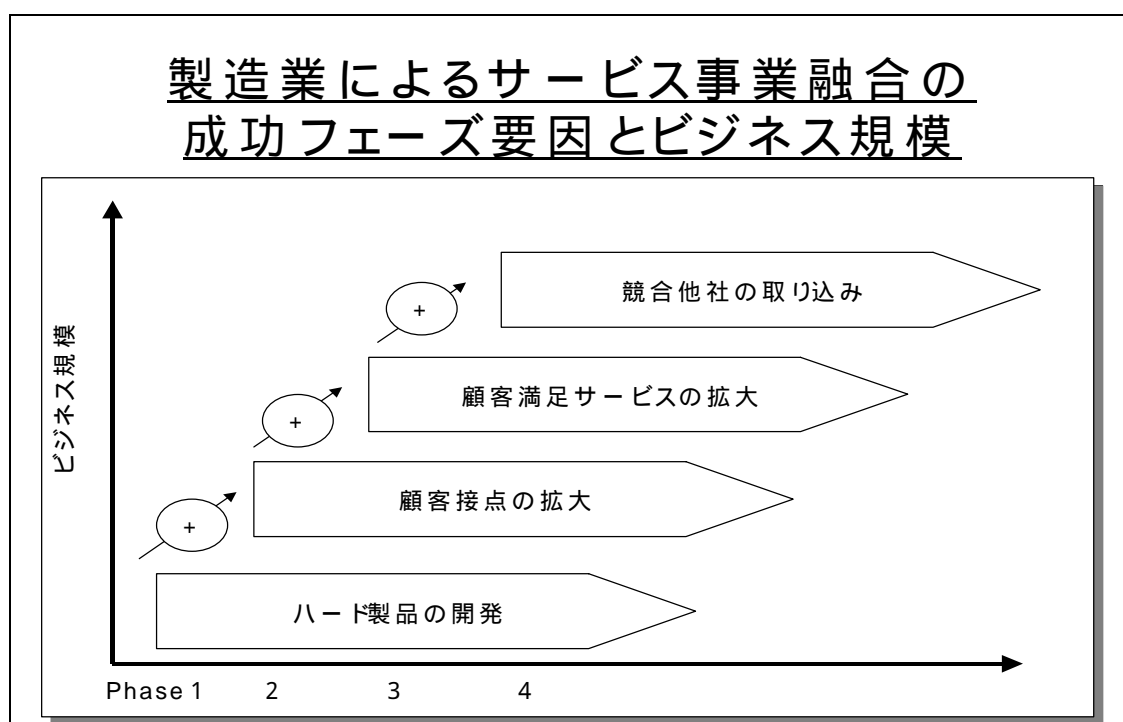 製造業によるサービス事業融合の
成功フェーズ要因とビジネス規模
ビジネス規模
競合他社の取り込み
+
顧客満足サービスの拡大
+
顧客接点の拡大
+
ハード製品の開発
Phase 1 2 3 4